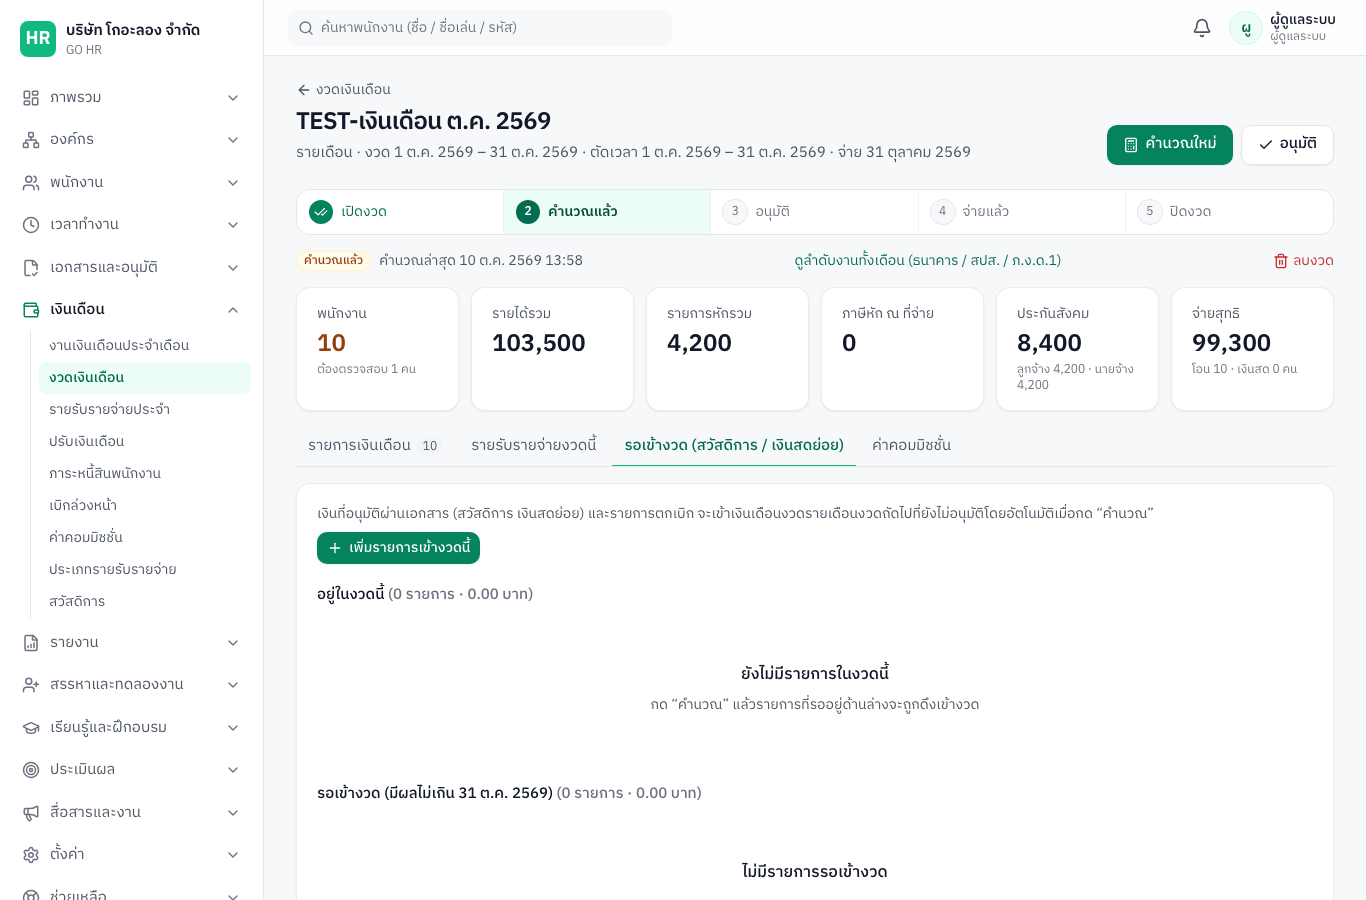 HR
บริษัท โกอะลอง จำกัด
GO HR
ภาพรวม
องค์กร
พนักงาน
เวลาทำงาน
เอกสารและอนุมัติ
เงินเดือน
งานเงินเดือนประจำเดือน
งวดเงินเดือน
รายรับรายจ่ายประจำ
ปรับเงินเดือน
ภาระหนี้สินพนักงาน
เบิกล่วงหน้า
ค่าคอมมิชชั่น
ประเภทรายรับรายจ่าย
สวัสดิการ
รายงาน
สรรหาและทดลองงาน
เรียนรู้และฝึกอบรม
ประเมินผล
สื่อสารและงาน
ตั้งค่า
ช่วยเหลือ
ค้นหาพนักงาน (ชื่อ / ชื่อเล่น / รหัส)
ผู้
ผู้ดูแลระบบ
ผู้ดูแลระบบ
งวดเงินเดือน
TEST-เงินเดือน ต.ค. 2569
รายเดือน · งวด 1 ต.ค. 2569 – 31 ต.ค. 2569 · ตัดเวลา 1 ต.ค. 2569 – 31 ต.ค. 2569 · จ่าย 31 ตุลาคม 2569
คำนวณใหม่
อนุมัติ
เปิดงวด
2 คำนวณแล้ว
3 อนุมัติ
4 จ่ายแล้ว
5 ปิดงวด
คำนวณแล้ว คำนวณล่าสุด 10 ต.ค. 2569 13:58
ดูลำดับงานทั้งเดือน (ธนาคาร / สปส. / ภ.ง.ด.1)
ลบงวด
พนักงาน
10
ต้องตรวจสอบ 1 คน
รายได้รวม
103,500
รายการหักรวม
4,200
ภาษีหัก ณ ที่จ่าย
0
ประกันสังคม
8,400
ลูกจ้าง 4,200 · นายจ้าง
4,200
จ่ายสุทธิ
99,300
โอน 10 · เงินสด 0 คน
รายการเงินเดือน 10
รายรับรายจ่ายงวดนี้
รอเข้างวด (สวัสดิการ / เงินสดย่อย)
ค่าคอมมิชชั่น
เงินที่อนุมัติผ่านเอกสาร (สวัสดิการ เงินสดย่อย) และรายการตกเบิก จะเข้าเงินเดือนงวดรายเดือนงวดถัดไปที่ยังไม่อนุมัติโดยอัตโนมัติเมื่อกด “คำนวณ”
เพิ่มรายการเข้างวดนี้
อยู่ในงวดนี้ (0 รายการ · 0.00 บาท)
ยังไม่มีรายการในงวดนี้
กด “คำนวณ” แล้วรายการที่รออยู่ด้านล่างจะถูกดึงเข้างวด
รอเข้างวด (มีผลไม่เกิน 31 ต.ค. 2569) (0 รายการ · 0.00 บาท)
ไม่มีรายการรอเข้างวด